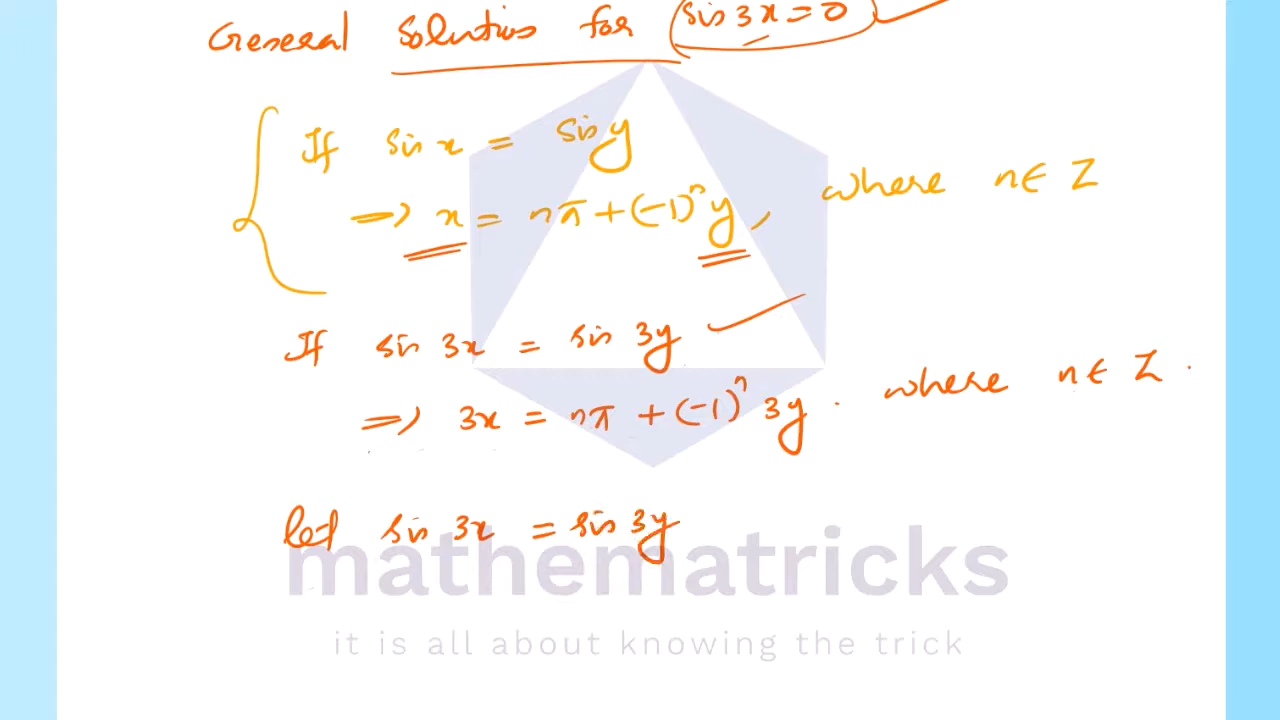 General Solution for sin 3x = 0
If sin x = sin y
⇒ x = nπ + (-1)ⁿ y, where n ∈ Z
If sin 3x = sin 3y
⇒ 3x = nπ + (-1)ⁿ 3y. where n ∈ Z.
let sin 3x = sin 3y
mathematricks
it is all about knowing the trick